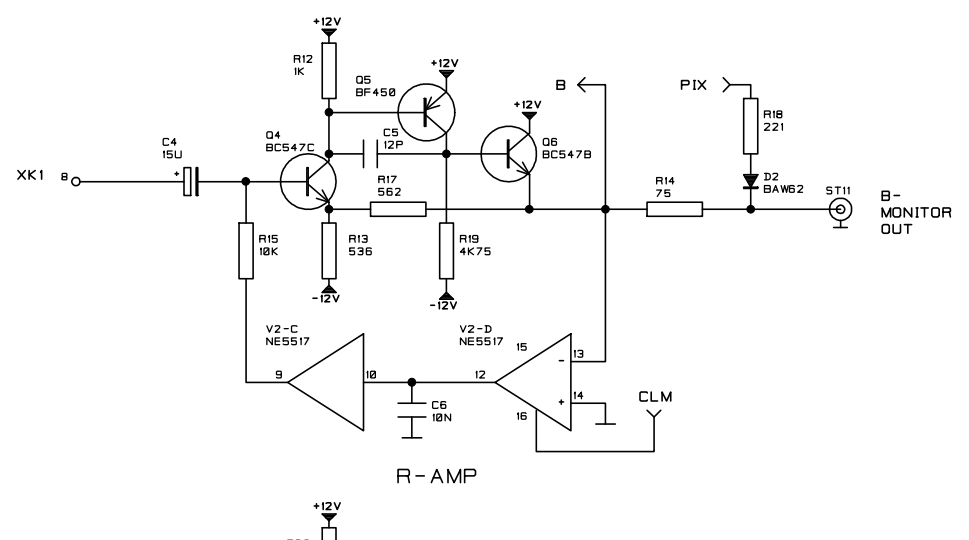 +12V
R12
1K
Q5
BF450
+12V
B
PIX
+12V
R18
221
Q4
BC547C
C5
12P
Q6
BC547B
C4
15U
+
XK1 8
R17
562
R14
75
D2
BAW62
ST11
B-
MONITOR
OUT
R15
10K
R13
536
R19
4K75
-12V
-12V
V2-C
NE5517
V2-D
NE5517
15
13
-
9
10
12
14
+
16
C6
10N
CLM
R-AMP
+12V